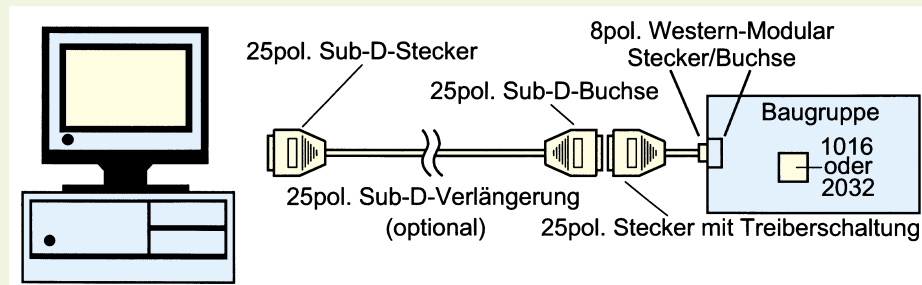 25pol. Sub-D-Stecker
8pol. Western-Modular
Stecker/Buchse
25pol. Sub-D-Buchse
Baugruppe
1016
oder
2032
25pol. Sub-D-Verlängerung
(optional)
25pol. Stecker mit Treiberschaltung